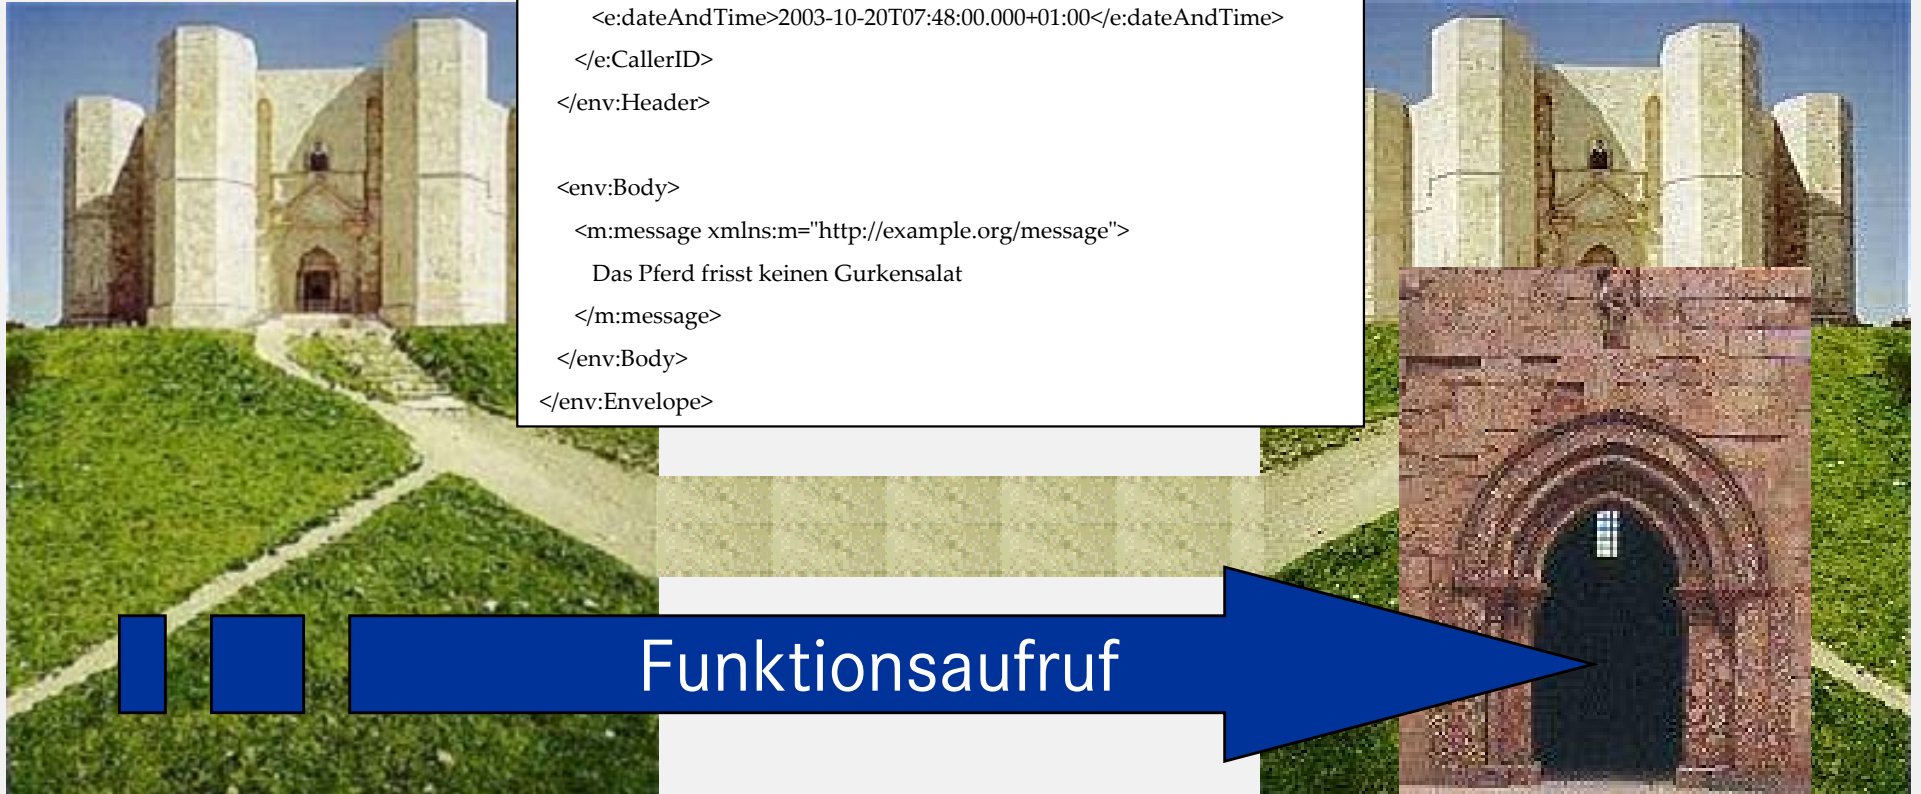 <e:dateAndTime>2003-10-20T07:48:00.000+01:00</e:dateAndTime>
</e:CallerID>
</env:Header>
<env:Body>
<m:message xmlns:m="http://example.org/message">
Das Pferd frisst keinen Gurkensalat
</m:message>
</env:Body>
</env:Envelope>
Funktionsaufruf